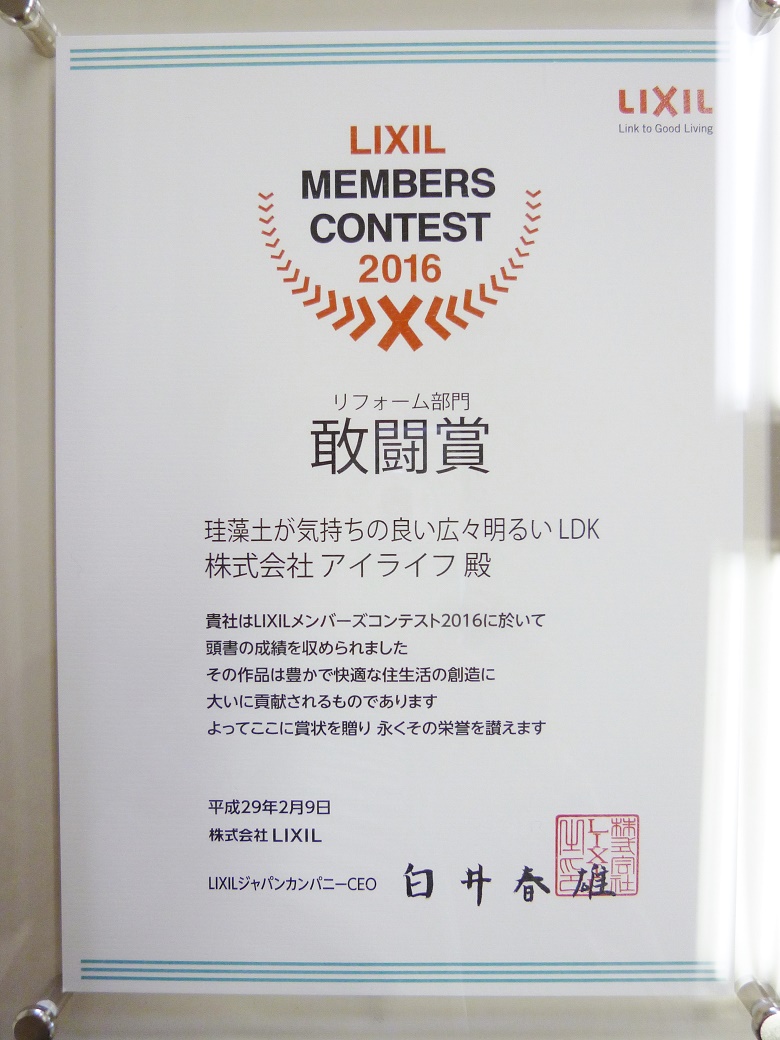 LIXIL
Link to Good Living
LIXIL
MEMBERS
CONTEST
2016
リフォーム部門
敢闘賞
珪藻土が気持ちの良い広々明るい LDK
株式会社 アイライフ 殿
貴社はLIXILメンバーズコンテスト2016に於いて
頭書の成績を収められました
その作品は豊かで快適な住生活の創造に
大いに貢献されるものであります
よってここに賞状を贈り 永くその栄誉を讃えます
平成29年2月9日
株式会社 LIXIL
LIXILジャパンカンパニーCEO 白井春雄
株式会社
LIXIL
之印